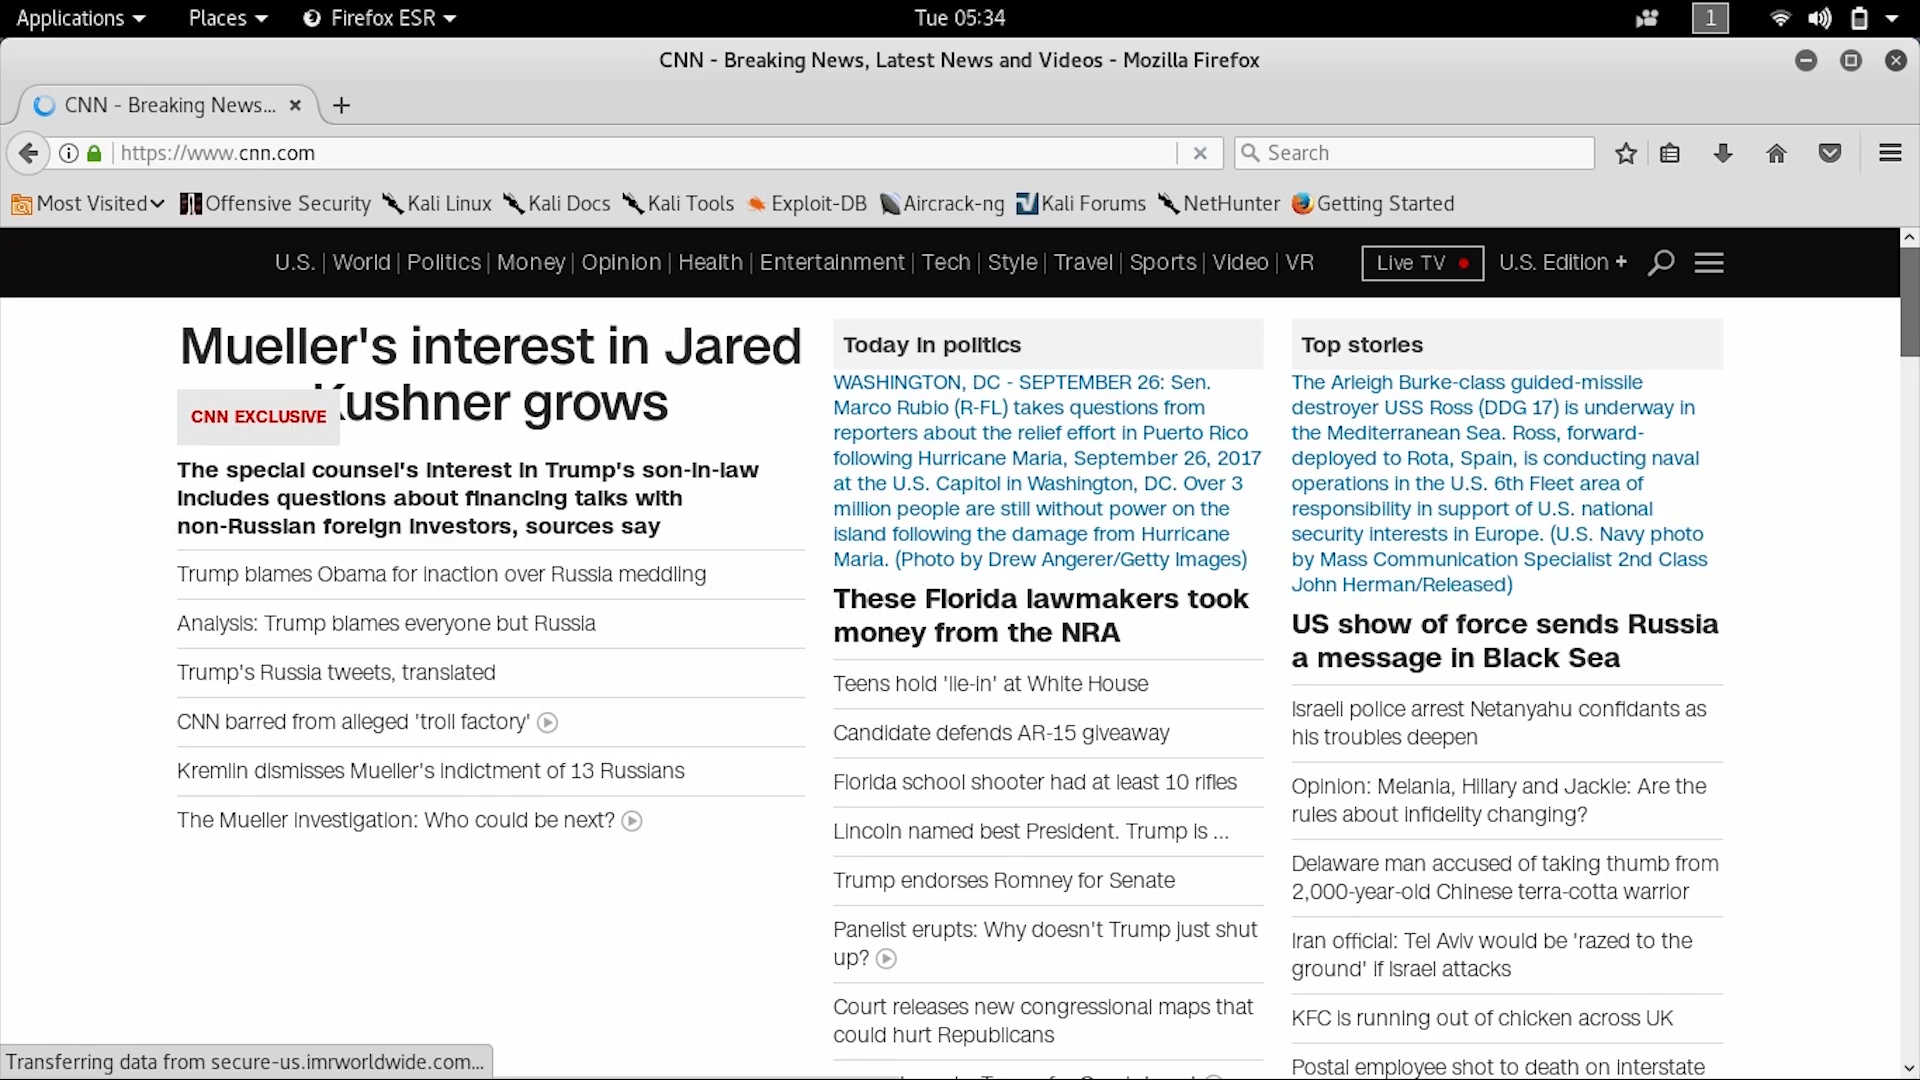 Applications
Places
Firefox ESR
Tue 05:34
1
CNN - Breaking News, Latest News and Videos - Mozilla Firefox
CNN - Breaking News...
https://www.cnn.com
Search
Most Visited
Offensive Security
Kali Linux
Kali Docs
Kali Tools
Exploit-DB
Aircrack-ng
Kali Forums
NetHunter
Getting Started
U.S. | World | Politics | Money | Opinion | Health | Entertainment | Tech | Style | Travel | Sports | Video | VR
Live TV
U.S. Edition +
Mueller's interest in Jared
Kushner grows
CNN EXCLUSIVE
The special counsel's interest in Trump's son-in-law
includes questions about financing talks with
non-Russian foreign investors, sources say
Trump blames Obama for inaction over Russia meddling
Analysis: Trump blames everyone but Russia
Trump's Russia tweets, translated
CNN barred from alleged 'troll factory'
Kremlin dismisses Mueller's indictment of 13 Russians
The Mueller investigation: Who could be next?
Today in politics
WASHINGTON, DC - SEPTEMBER 26: Sen.
Marco Rubio (R-FL) takes questions from
reporters about the relief effort in Puerto Rico
following Hurricane Maria, September 26, 2017
at the U.S. Capitol in Washington, DC. Over 3
million people are still without power on the
island following the damage from Hurricane
Maria. (Photo by Drew Angerer/Getty Images)
These Florida lawmakers took
money from the NRA
Teens hold 'lie-in' at White House
Candidate defends AR-15 giveaway
Florida school shooter had at least 10 rifles
Lincoln named best President. Trump is ...
Trump endorses Romney for Senate
Panelist erupts: Why doesn't Trump just shut
up?
Court releases new congressional maps that
could hurt Republicans
Top stories
The Arleigh Burke-class guided-missile
destroyer USS Ross (DDG 17) is underway in
the Mediterranean Sea. Ross, forward-
deployed to Rota, Spain, is conducting naval
operations in the U.S. 6th Fleet area of
responsibility in support of U.S. national
security interests in Europe. (U.S. Navy photo
by Mass Communication Specialist 2nd Class
John Herman/Released)
US show of force sends Russia
a message in Black Sea
Israeli police arrest Netanyahu confidants as
his troubles deepen
Opinion: Melania, Hillary and Jackie: Are the
rules about infidelity changing?
Delaware man accused of taking thumb from
2,000-year-old Chinese terra-cotta warrior
Iran official: Tel Aviv would be 'razed to the
ground' if Israel attacks
KFC is running out of chicken across UK
Postal employee shot to death on interstate
Transferring data from secure-us.imrworldwide.com...